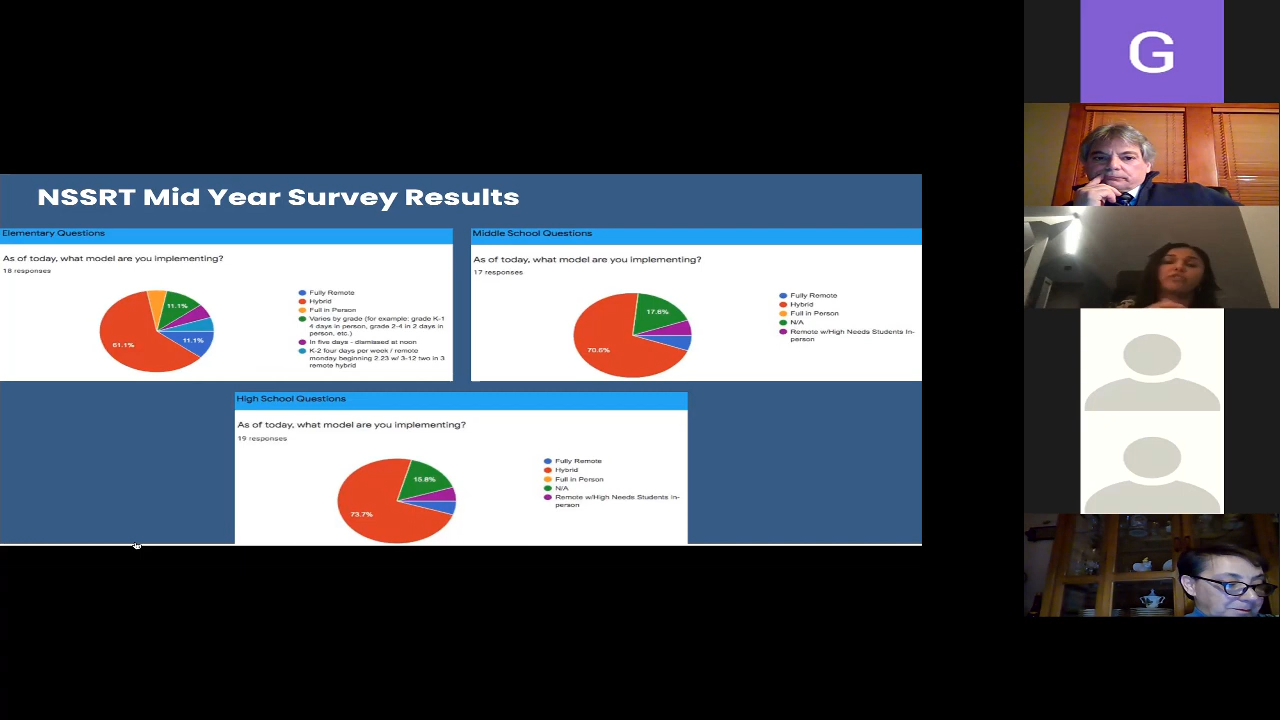 NSSRT Mid Year Survey Results
Elementary Questions
As of today, what model are you implementing?
18 responses
11.1%
61.1%
11.1%
Fully Remote
Hybrid
Full in Person
Varies by grade (for example: grade K-1
4 days in person, grade 2-4 in 2 days in
person, etc.)
In five days - dismissed at noon
K-2 four days per week / remote
monday beginning 2.23 w/ 3-12 two in 3
remote hybrid
Middle School Questions
As of today, what model are you implementing?
17 responses
17.6%
70.6%
Fully Remote
Hybrid
Full in Person
N/A
Remote w/High Needs Students In-
person
High School Questions
As of today, what model are you implementing?
19 responses
15.8%
73.7%
Fully Remote
Hybrid
Full in Person
N/A
Remote w/High Needs Students In-
person
G